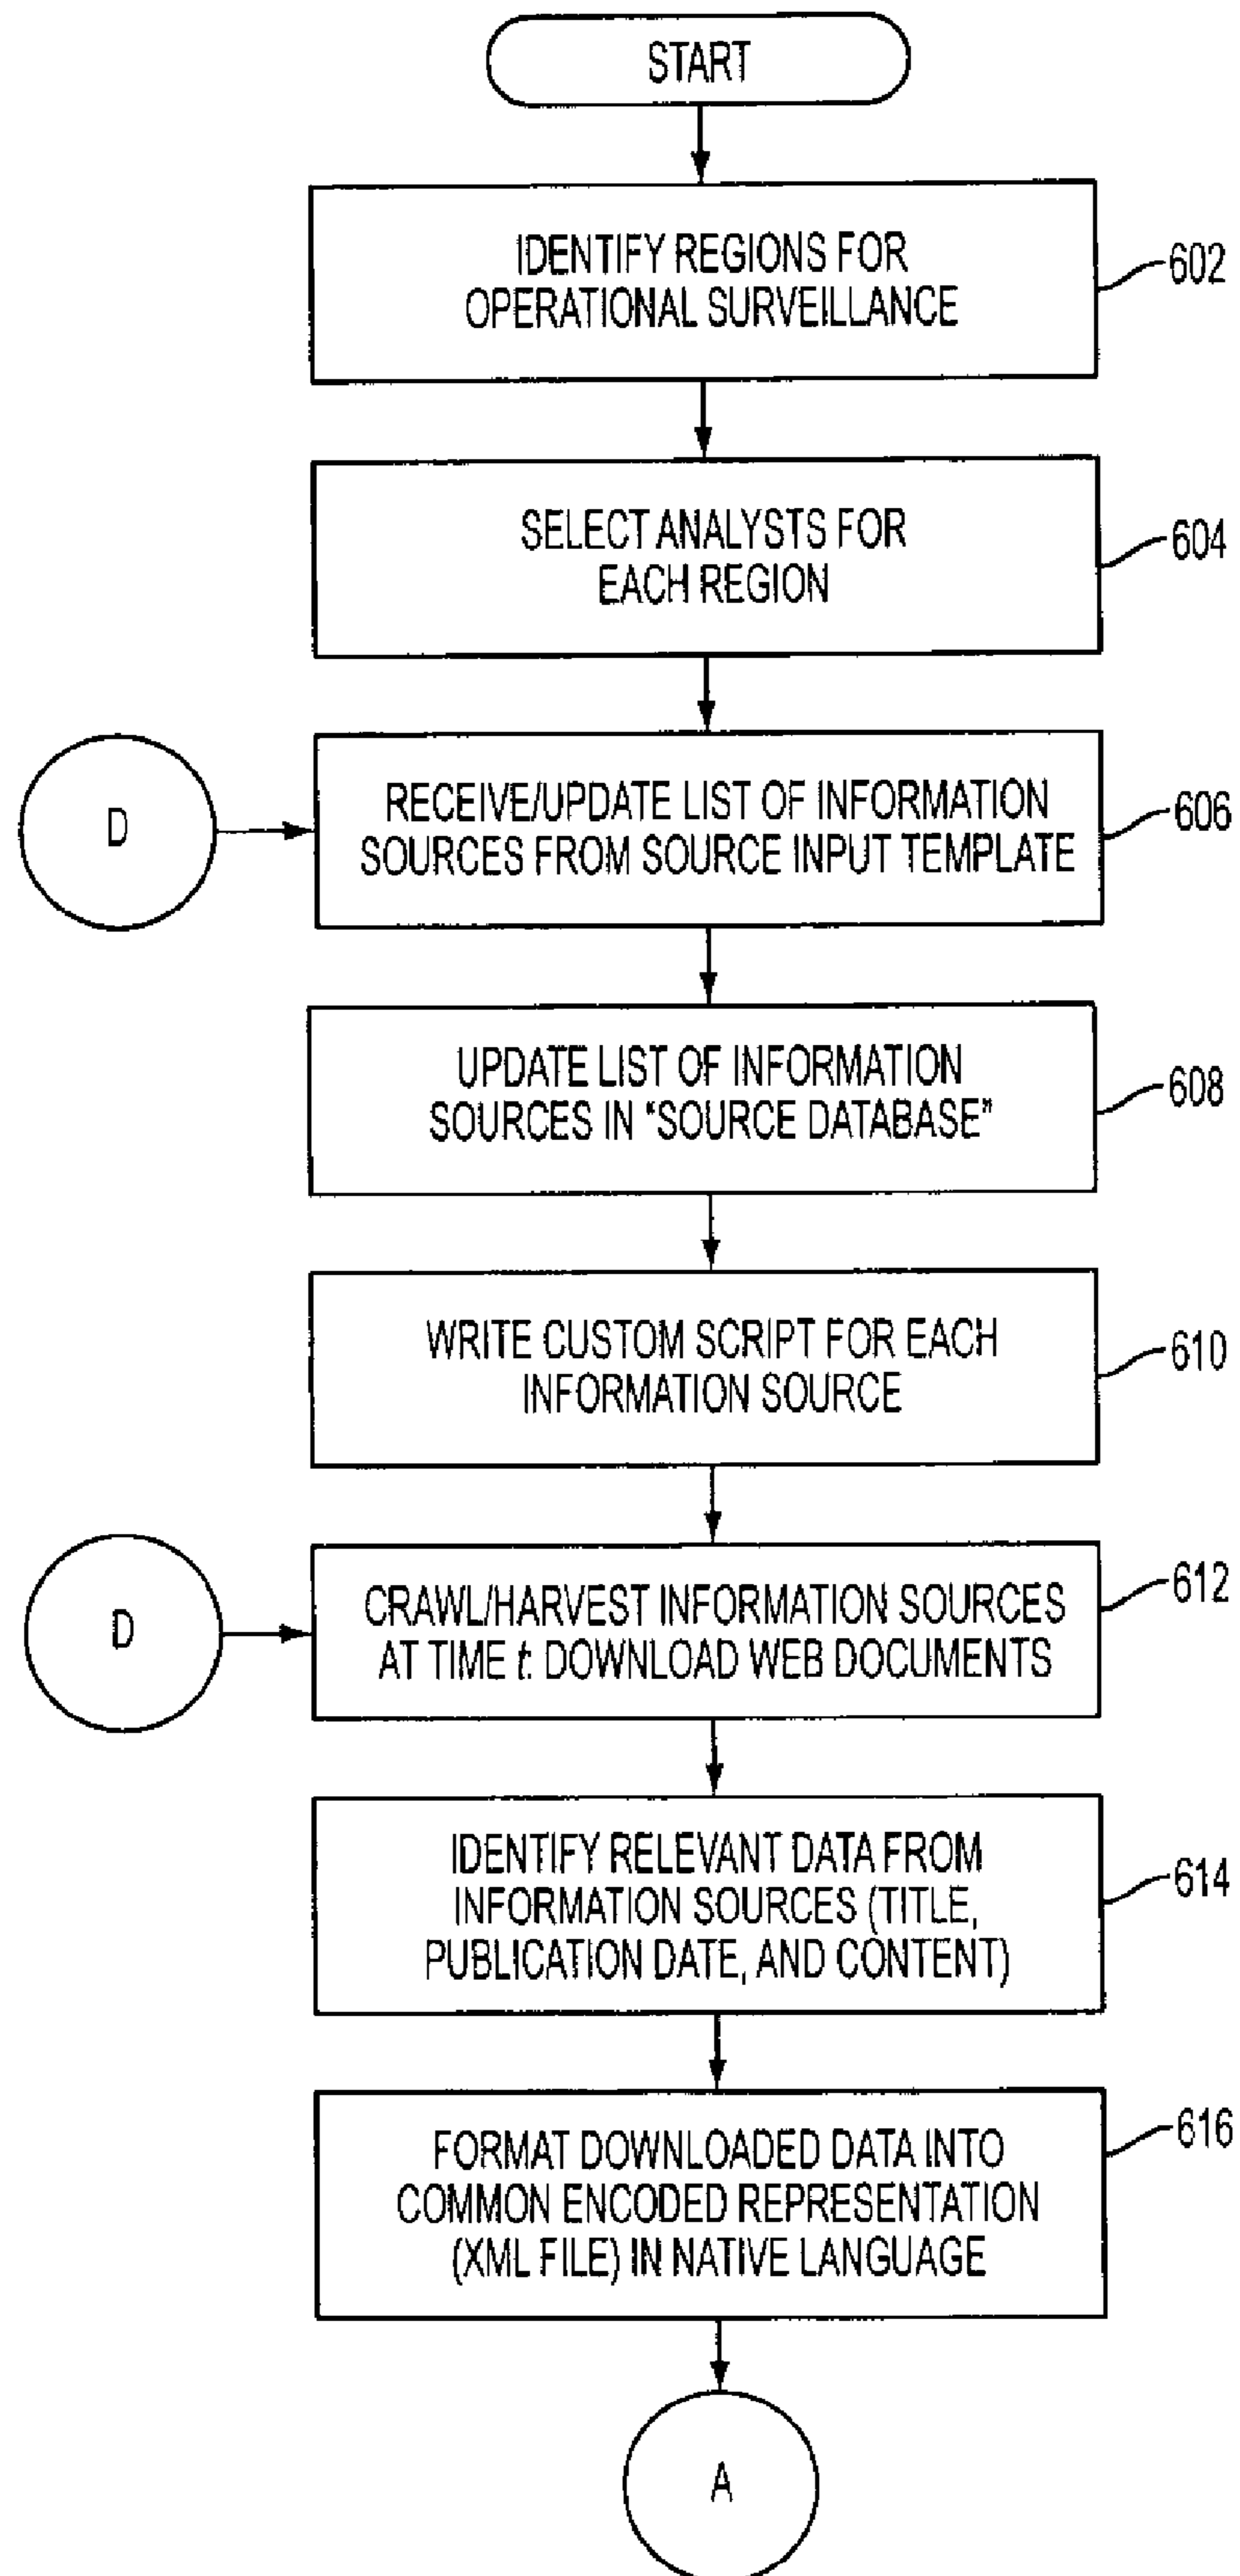 START
IDENTIFY REGIONS FOR
OPERATIONAL SURVEILLANCE
602
SELECT ANALYSTS FOR
EACH REGION
604
D
RECEIVE/UPDATE LIST OF INFORMATION
SOURCES FROM SOURCE INPUT TEMPLATE
606
UPDATE LIST OF INFORMATION
SOURCES IN “SOURCE DATABASE”
608
WRITE CUSTOM SCRIPT FOR EACH
INFORMATION SOURCE
610
D
CRAWL/HARVEST INFORMATION SOURCES
AT TIME t: DOWNLOAD WEB DOCUMENTS
612
IDENTIFY RELEVANT DATA FROM
INFORMATION SOURCES (TITLE,
PUBLICATION DATE, AND CONTENT)
614
FORMAT DOWNLOADED DATA INTO
COMMON ENCODED REPRESENTATION
(XML FILE) IN NATIVE LANGUAGE
616
A